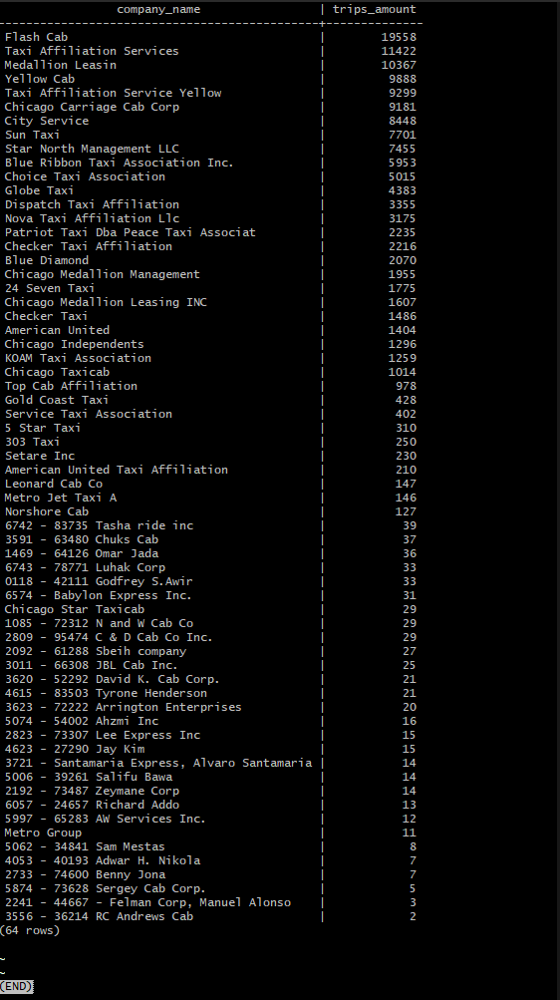 company_name | trips_amount
---------------------------------------------+--------------
Flash Cab | 19558
Taxi Affiliation Services | 11422
Medallion Leasin | 10367
Yellow Cab | 9888
Taxi Affiliation Service Yellow | 9299
Chicago Carriage Cab Corp | 9181
City Service | 8448
Sun Taxi | 7701
Star North Management LLC | 7455
Blue Ribbon Taxi Association Inc. | 5953
Choice Taxi Association | 5015
Globe Taxi | 4383
Dispatch Taxi Affiliation | 3355
Nova Taxi Affiliation Llc | 3175
Patriot Taxi Dba Peace Taxi Associat | 2235
Checker Taxi Affiliation | 2216
Blue Diamond | 2070
Chicago Medallion Management | 1955
24 Seven Taxi | 1775
Chicago Medallion Leasing INC | 1607
Checker Taxi | 1486
American United | 1404
Chicago Independents | 1296
KOAM Taxi Association | 1259
Chicago Taxicab | 1014
Top Cab Affiliation | 978
Gold Coast Taxi | 428
Service Taxi Association | 402
5 Star Taxi | 310
303 Taxi | 250
Setare Inc | 230
American United Taxi Affiliation | 210
Leonard Cab Co | 147
Metro Jet Taxi A | 146
Norshore Cab | 127
6742 - 83735 Tasha ride inc | 39
3591 - 63480 Chuks Cab | 37
1469 - 64126 Omar Jada | 36
6743 - 78771 Luhak Corp | 33
0118 - 42111 Godfrey S.Awir | 33
6574 - Babylon Express Inc. | 31
Chicago Star Taxicab | 29
1085 - 72312 N and W Cab Co | 29
2809 - 95474 C & D Cab Co Inc. | 29
2092 - 61288 Sbeih company | 27
3011 - 66308 JBL Cab Inc. | 25
3620 - 52292 David K. Cab Corp. | 21
4615 - 83503 Tyrone Henderson | 21
3623 - 72222 Arrington Enterprises | 20
5074 - 54002 Ahzmi Inc | 16
2823 - 73307 Lee Express Inc | 15
4623 - 27290 Jay Kim | 15
3721 - Santamaria Express, Alvaro Santamaria | 14
5006 - 39261 Salifu Bawa | 14
2192 - 73487 Zeymane Corp | 14
6057 - 24657 Richard Addo | 13
5997 - 65283 AW Services Inc. | 12
Metro Group | 11
5062 - 34841 Sam Mestas | 8
4053 - 40193 Adwar H. Nikola | 7
2733 - 74600 Benny Jona | 7
5874 - 73628 Sergey Cab Corp. | 5
2241 - 44667 - Felman Corp, Manuel Alonso | 3
3556 - 36214 RC Andrews Cab | 2
(64 rows)
~
~
(END)